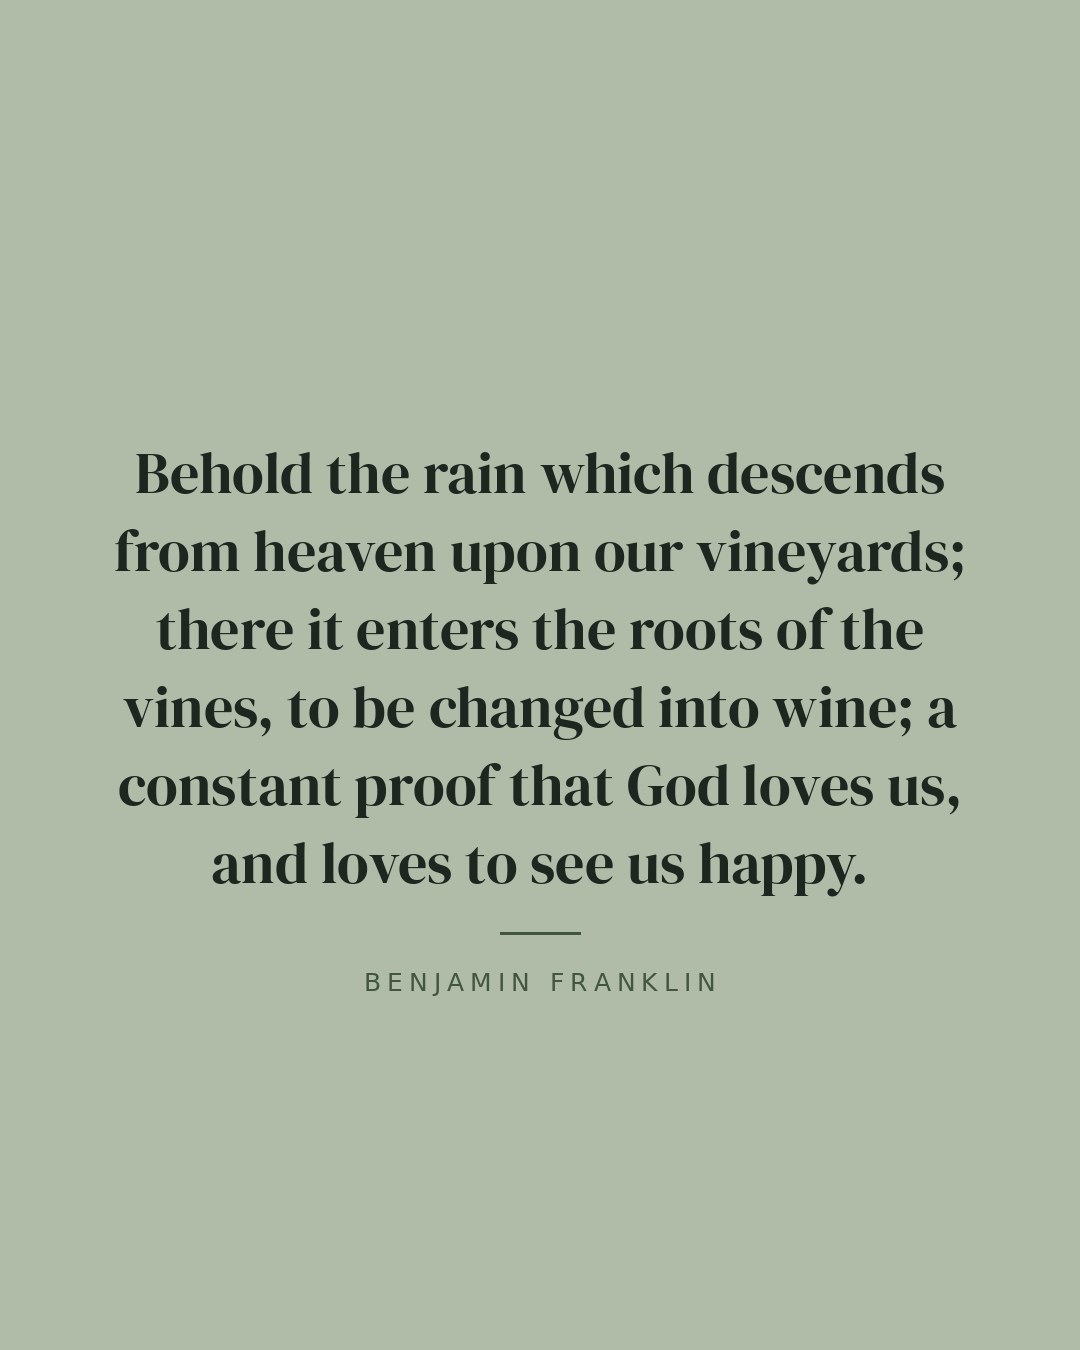 Behold the rain which descends
from heaven upon our vineyards;
there it enters the roots of the
vines, to be changed into wine; a
constant proof that God loves us,
and loves to see us happy.
BENJAMIN FRANKLIN